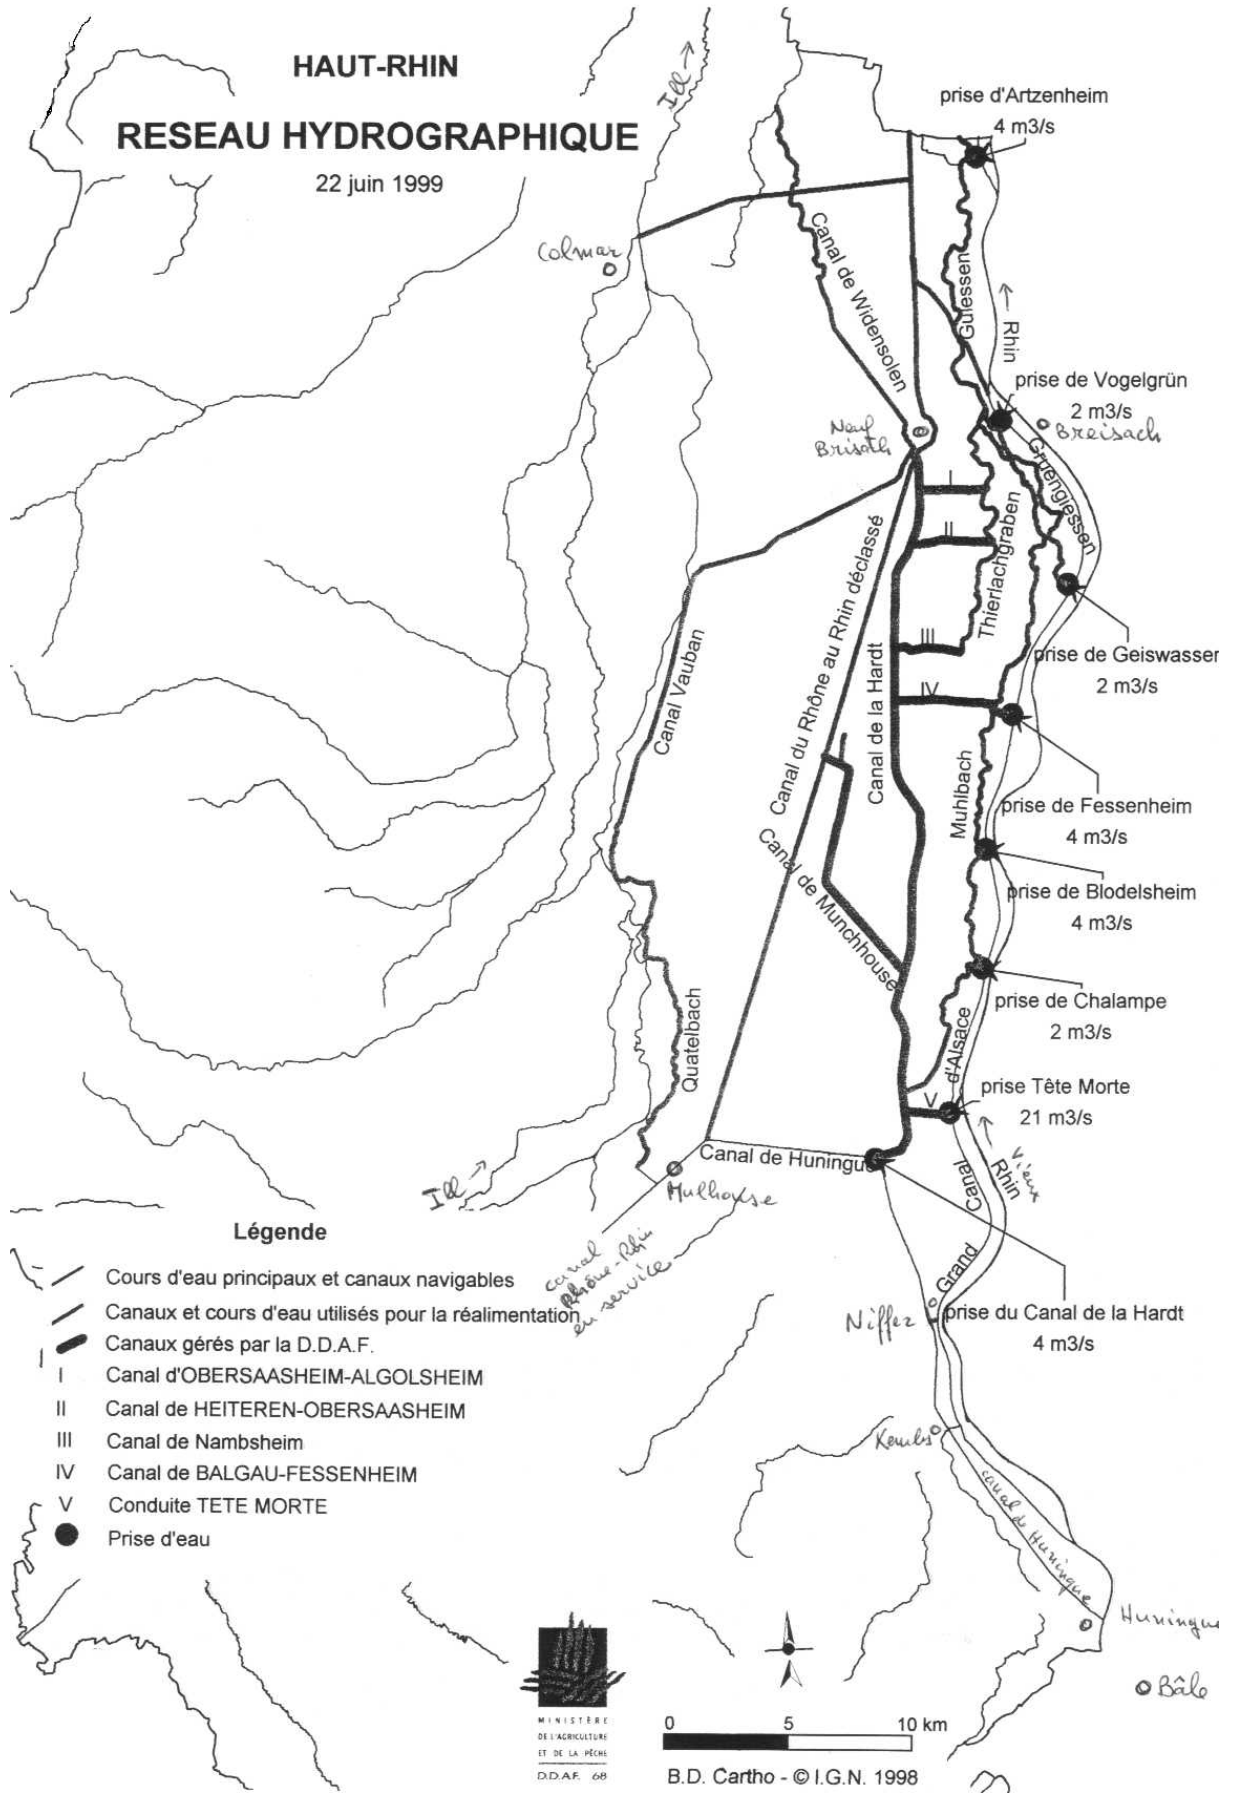 HAUT-RHIN
RESEAU HYDROGRAPHIQUE
22 juin 1999
Ill →
prise d'Artzenheim
4 m3/s
Colmar
Canal de Widensolen
Guiessen
Rhin
→
prise de Vogelgrün
2 m3/s
Breisach
Neuf
Brisach
Gruengiessen
I
II
Thierlachgraben
Canal du Rhône au Rhin déclassé
Canal Vauban
Canal de la Hardt
III
IV
prise de Geiswasser
2 m3/s
Muhlbach
prise de Fessenheim
4 m3/s
Canal de Munchhouse
prise de Blodelsheim
4 m3/s
Quatelbach
prise de Chalampe
2 m3/s
d'Alsace
V
prise Tête Morte
21 m3/s
Canal de Huningue
Vieux
Rhin
Canal
Grand
Ill →
Mulhouse
canal
Rhône-Rhin
en service
Niffer
prise du Canal de la Hardt
4 m3/s
Kembs
canal de Huningue
Huningue
Bâle
Légende
Cours d'eau principaux et canaux navigables
Canaux et cours d'eau utilisés pour la réalimentation
Canaux gérés par la D.D.A.F.
I Canal d'OBERSAASHEIM-ALGOLSHEIM
II Canal de HEITEREN-OBERSAASHEIM
III Canal de Nambsheim
IV Canal de BALGAU-FESSENHEIM
V Conduite TETE MORTE
Prise d'eau
MINISTÈRE
DE L'AGRICULTURE
ET DE LA PÊCHE
D.D.A.F. 68
0 5 10 km
B.D. Cartho - © I.G.N. 1998